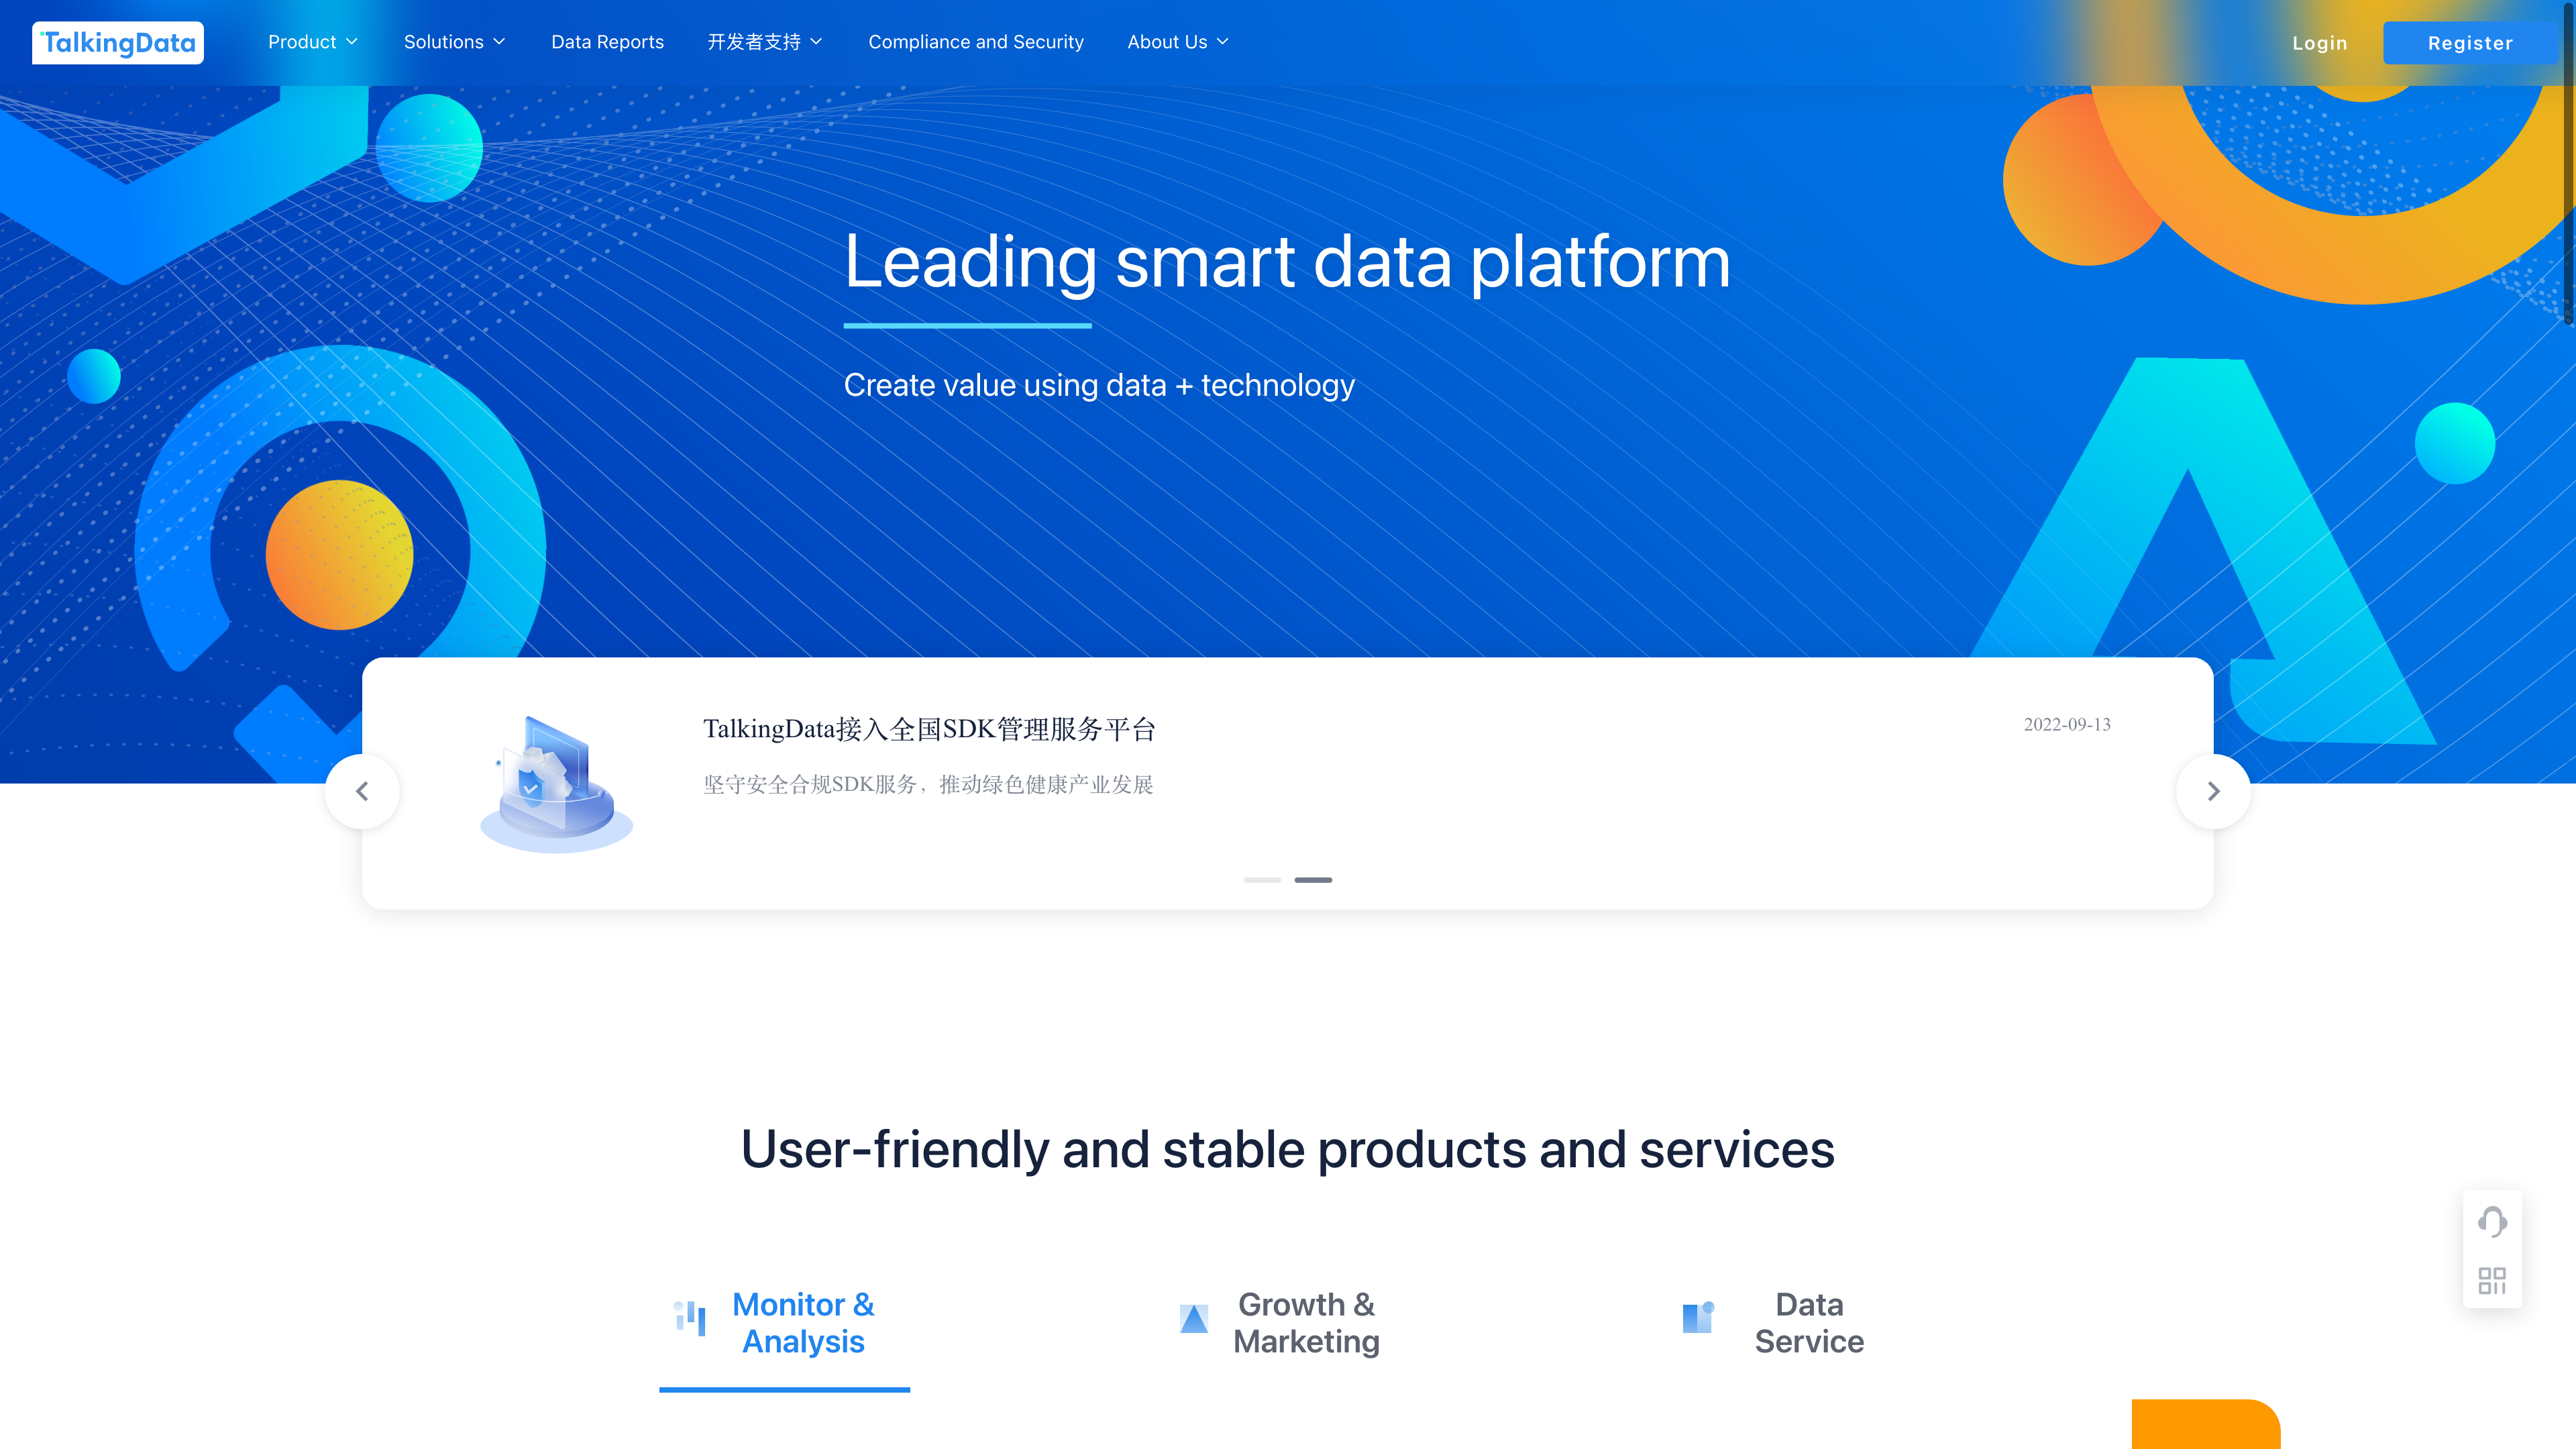 TalkingData
Product
Solutions
Data Reports
开发者支持
Compliance and Security
About Us
Login
Register
Leading smart data platform
Create value using data + technology
TalkingData接入全国SDK管理服务平台
2022-09-13
坚守安全合规SDK服务，推动绿色健康产业发展
User-friendly and stable products and services
Monitor &
Analysis
Growth &
Marketing
Data
Service